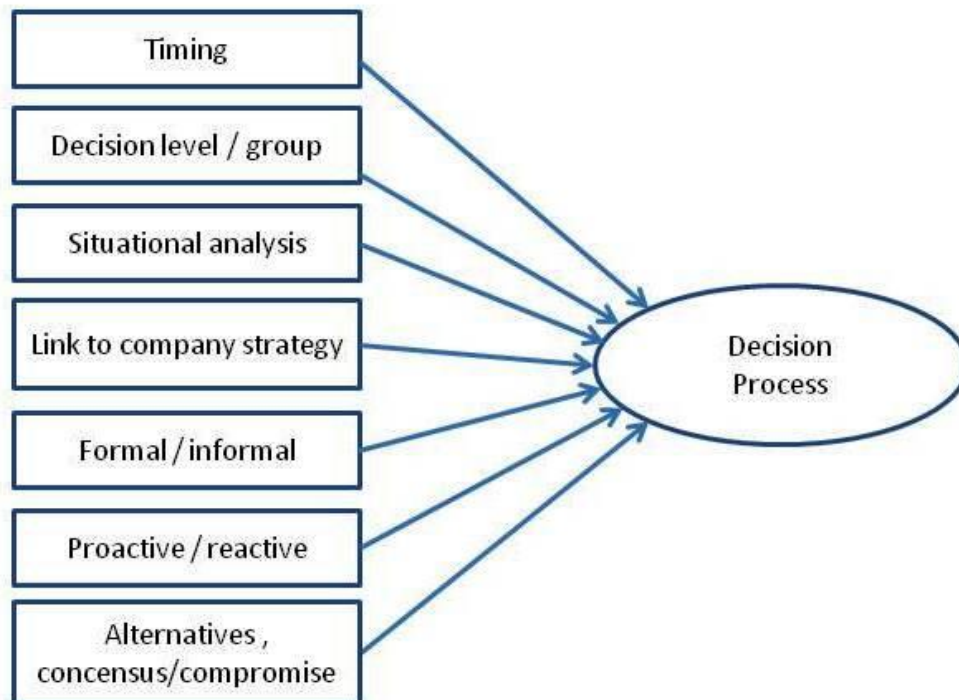 Timing
Decision level / group
Situational analysis
Link to company strategy
Formal / informal
Proactive / reactive
Alternatives ,
concensus/compromise
Decision
Process